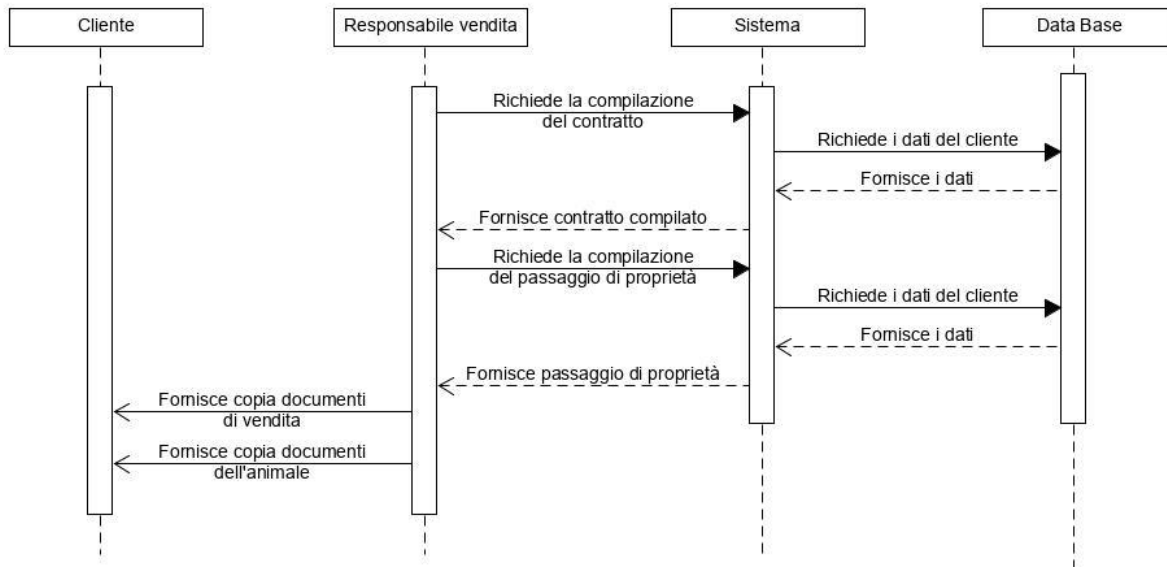 Cliente
Responsabile vendita
Sistema
Data Base
Richiede la compilazione
del contratto
Richiede i dati del cliente
Fornisce i dati
Fornisce contratto compilato
Richiede la compilazione
del passaggio di proprietà
Richiede i dati del cliente
Fornisce i dati
Fornisce passaggio di proprietà
Fornisce copia documenti
di vendita
Fornisce copia documenti
dell'animale